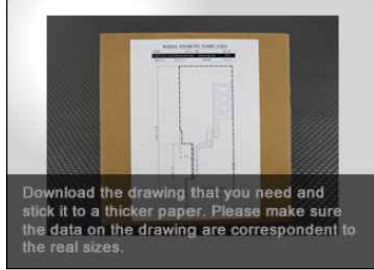 Download the drawing that you need and
stick it to a thicker paper. Please make sure
the data on the drawing are correspondent to
the real sizes.